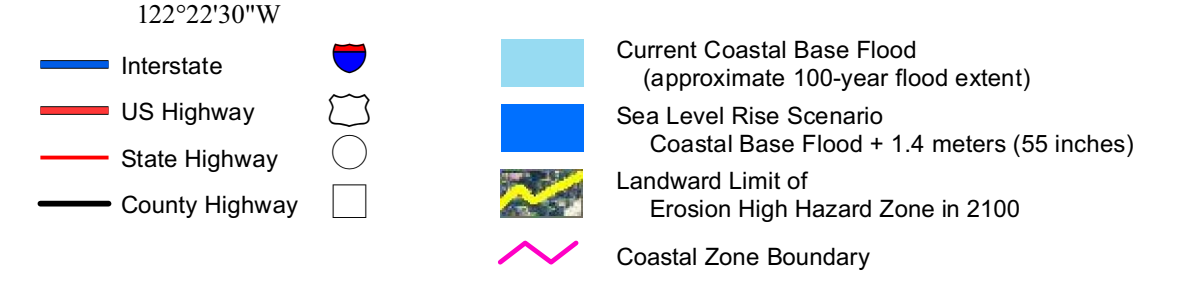 122°22'30"W
Interstate
US Highway
State Highway
County Highway
Current Coastal Base Flood
(approximate 100-year flood extent)
Sea Level Rise Scenario
Coastal Base Flood + 1.4 meters (55 inches)
Landward Limit of
Erosion High Hazard Zone in 2100
Coastal Zone Boundary